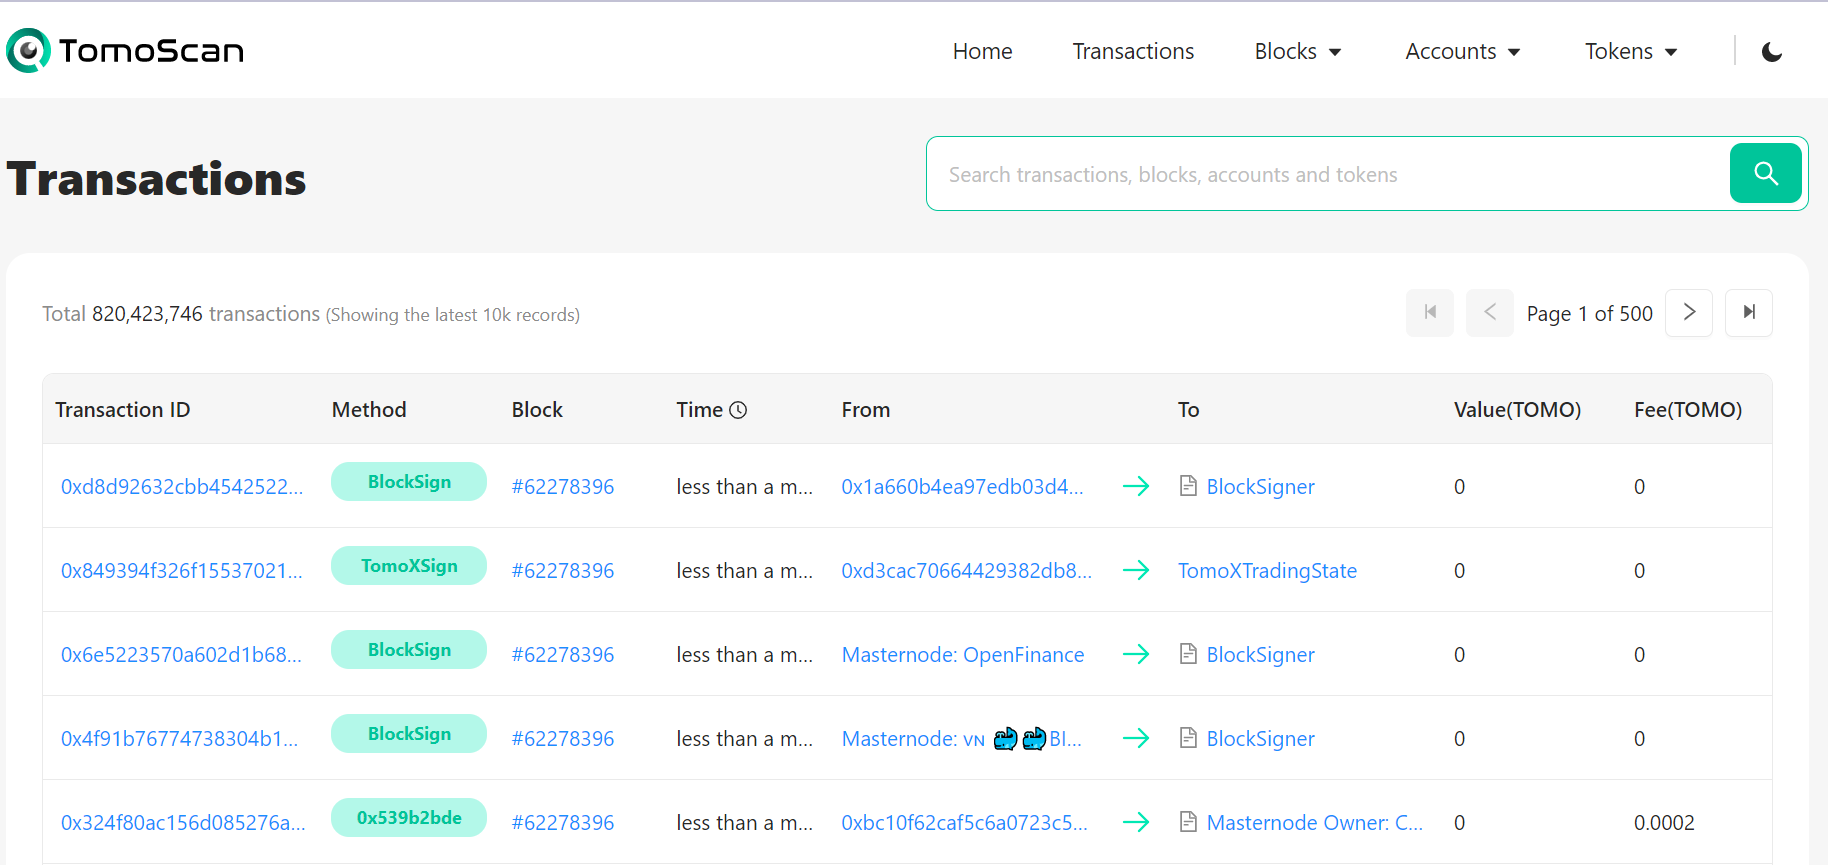 TomoScan
Home Transactions Blocks Accounts Tokens
Transactions
Search transactions, blocks, accounts and tokens
Total 820,423,746 transactions (Showing the latest 10k records)
Page 1 of 500
Transaction ID Method Block Time From To Value(TOMO) Fee(TOMO)
0xd8d92632cbb4542522... BlockSign #62278396 less than a m... 0x1a660b4ea97edb03d4... BlockSigner 0 0
0x849394f326f15537021... TomoXSign #62278396 less than a m... 0xd3cac70664429382db8... TomoXTradingState 0 0
0x6e5223570a602d1b68... BlockSign #62278396 less than a m... Masternode: OpenFinance BlockSigner 0 0
0x4f91b76774738304b1... BlockSign #62278396 less than a m... Masternode: VN 🐳🐳BI... BlockSigner 0 0
0x324f80ac156d085276a... 0x539b2bde #62278396 less than a m... 0xbc10f62caf5c6a0723c5... Masternode Owner: C... 0 0.0002